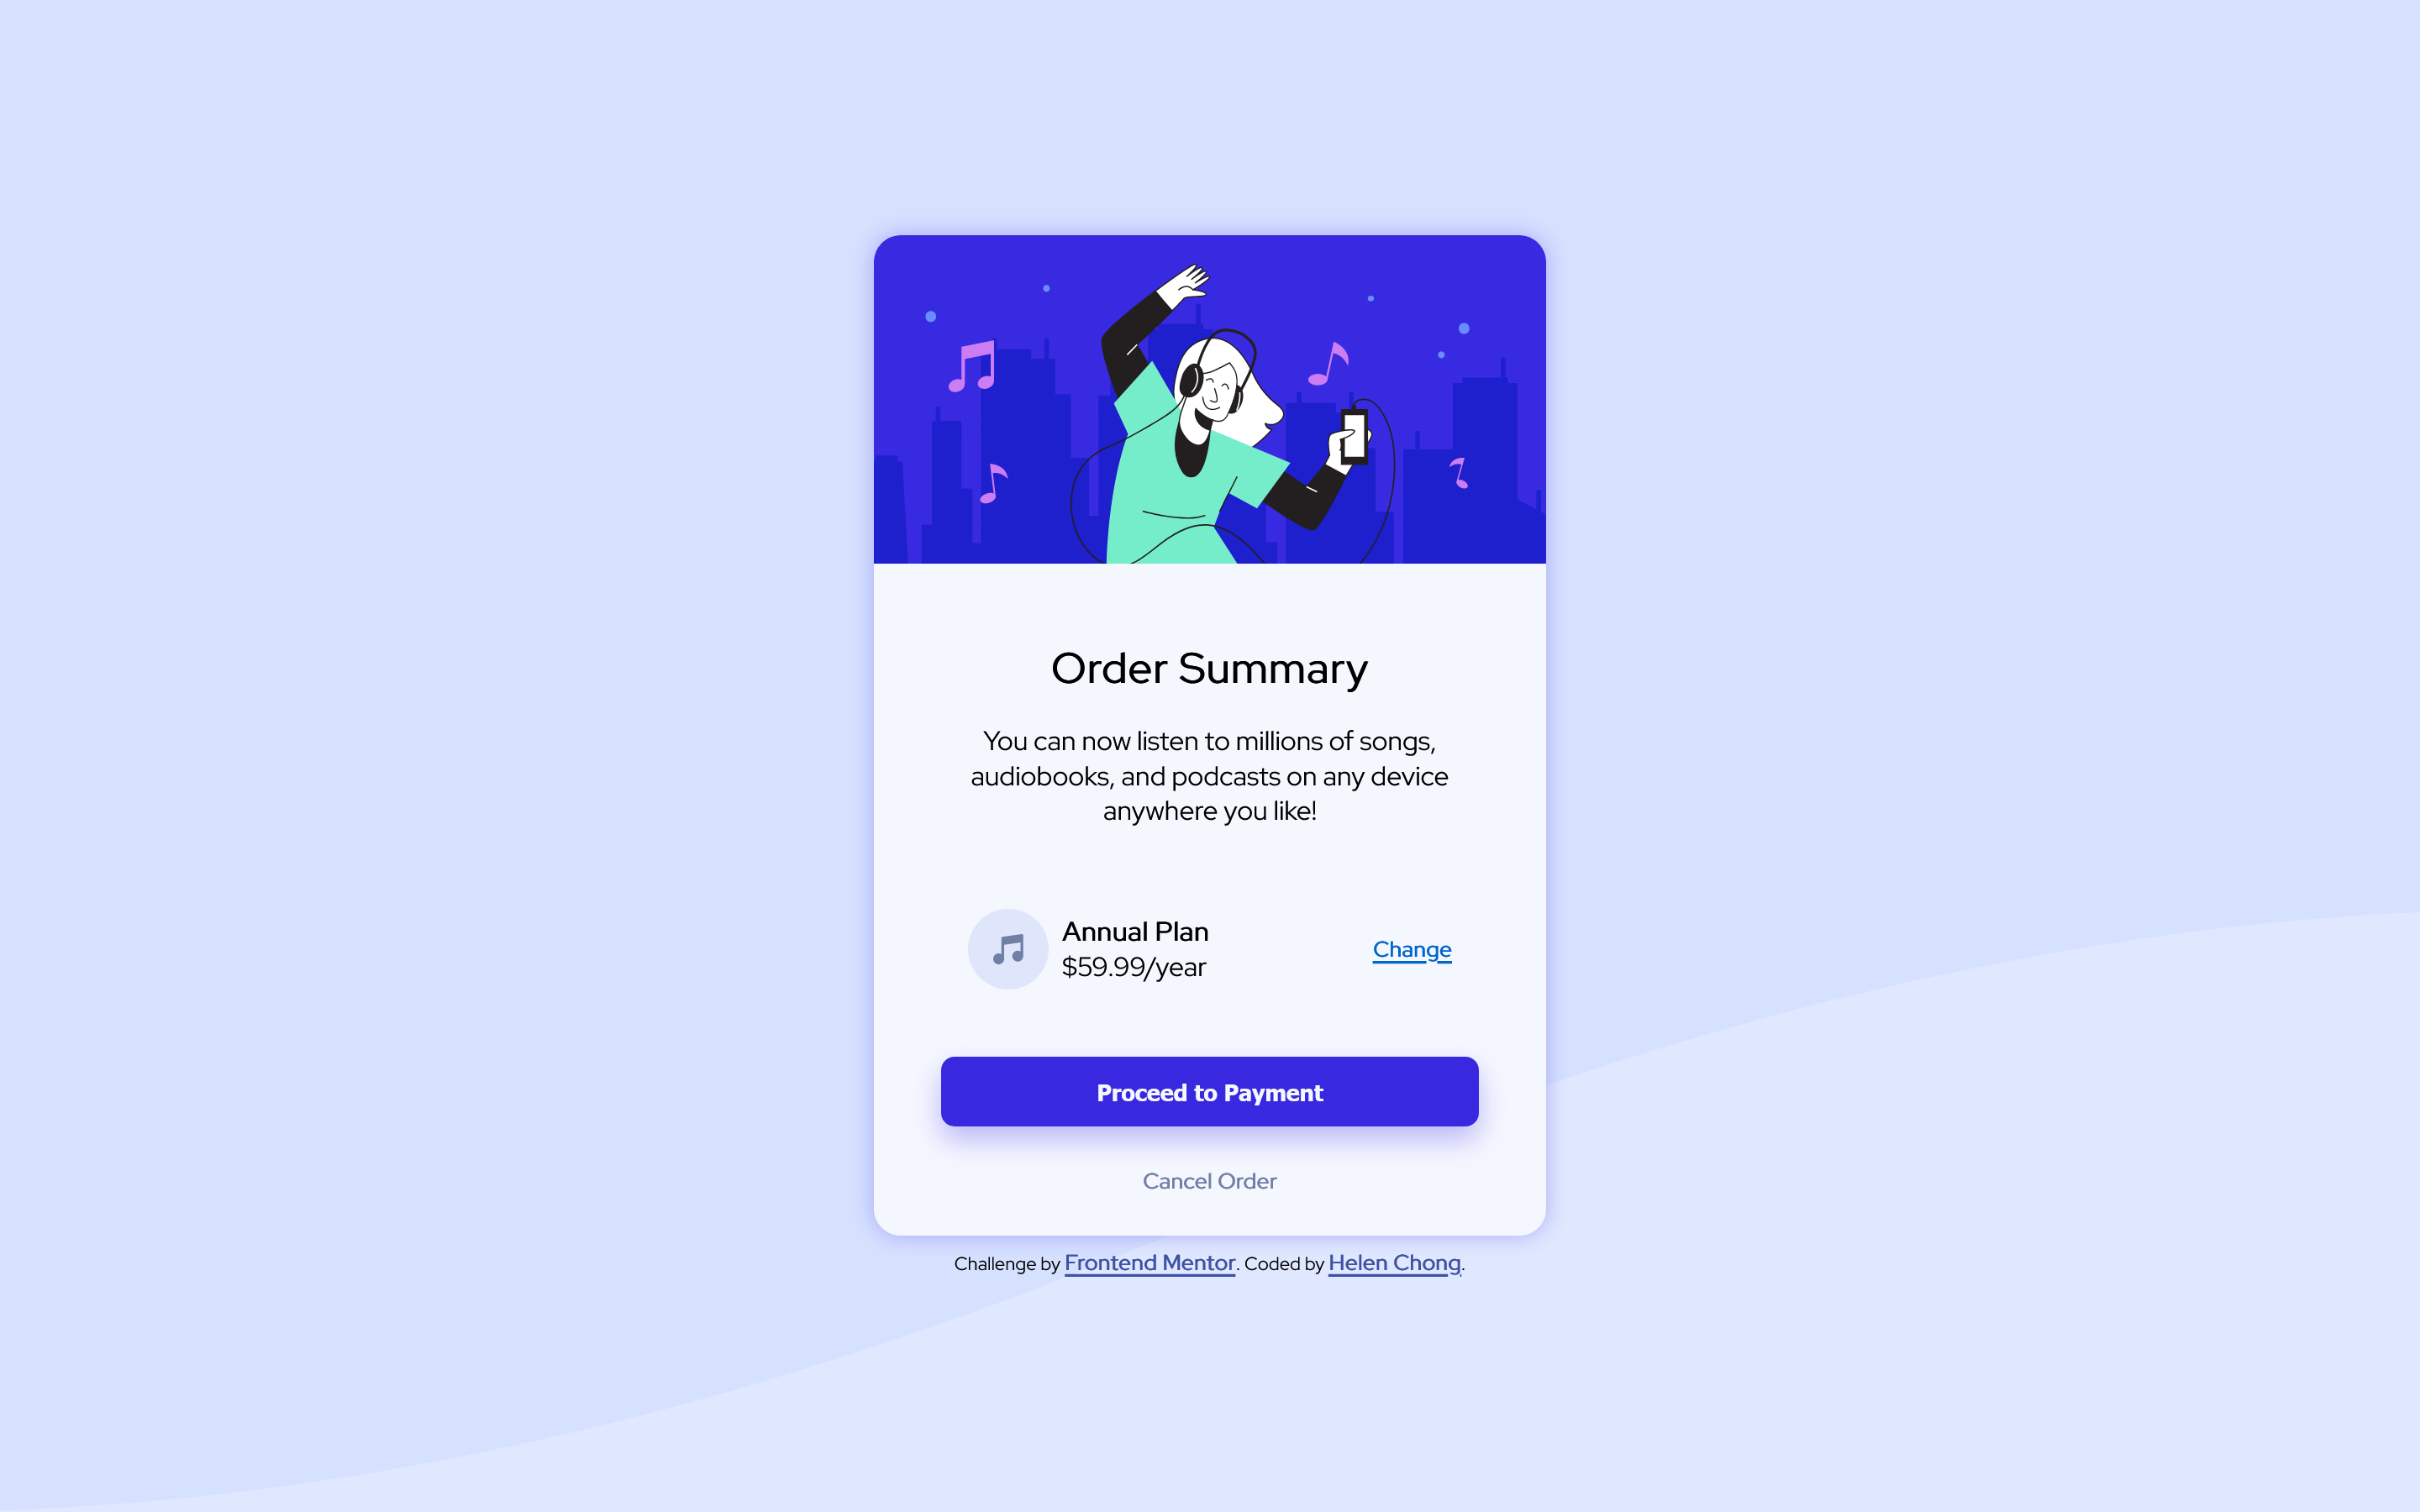 Order Summary
You can now listen to millions of songs,
audiobooks, and podcasts on any device
anywhere you like!
Annual Plan
$59.99/year
Change
Proceed to Payment
Cancel Order
Challenge by Frontend Mentor. Coded by Helen Chong.